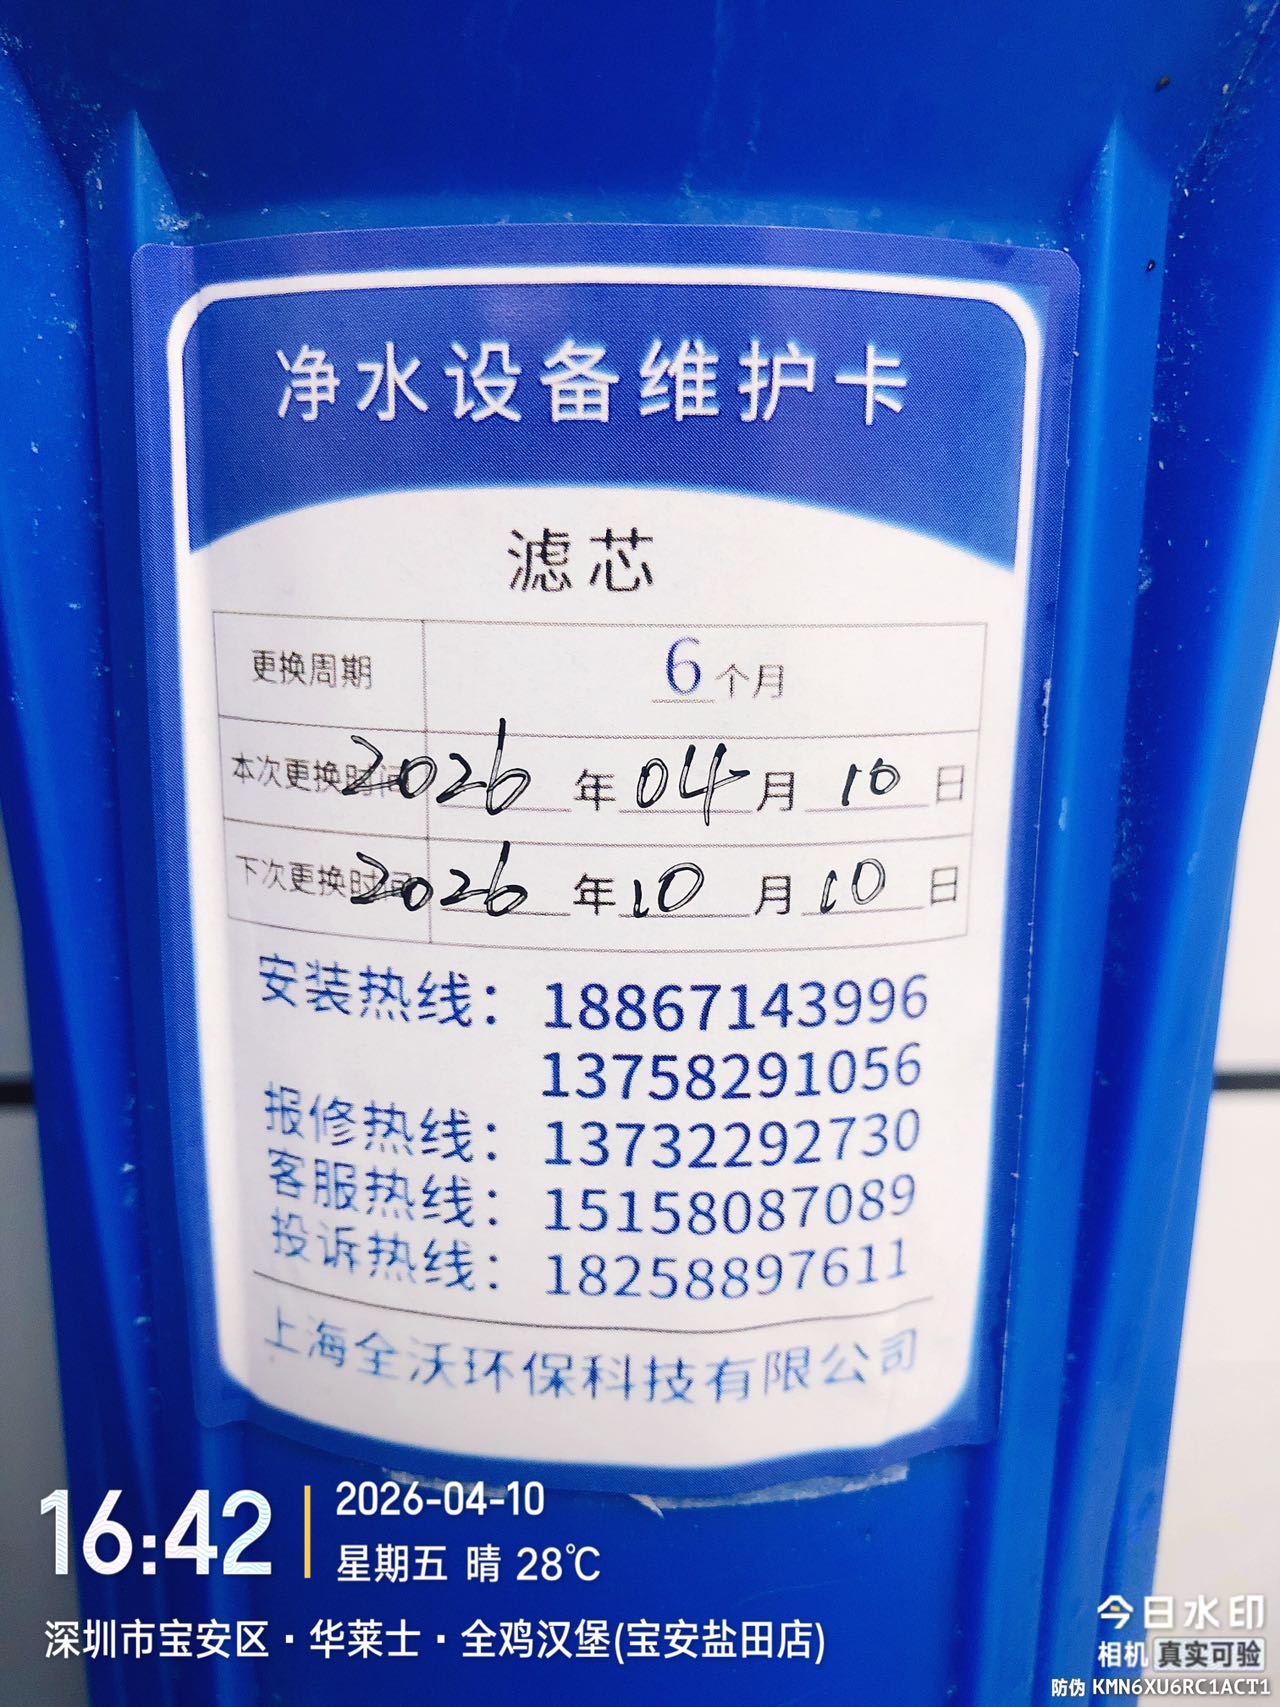 净水设备维护卡
滤芯
更换周期 6个月
本次更换时间 2026 年 04 月 10 日
下次更换时间 2026 年 10 月 10 日
安装热线：18867143996
13758291056
报修热线：13732292730
客服热线：15158087089
投诉热线：18258897611
上海全沃环保科技有限公司
16:42
2026-04-10
星期五 晴 28℃
深圳市宝安区·华莱士·全鸡汉堡(宝安盐田店)
今日水印
相机 真实可验
防伪 KMN6XU6RC1ACT1